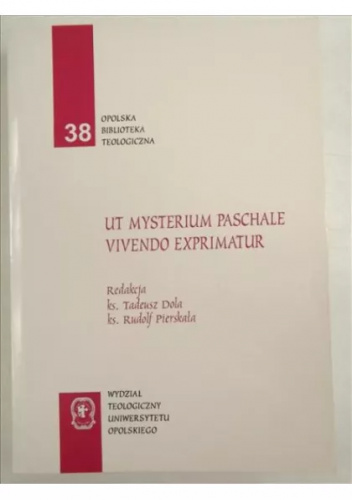 OPOLSKA
BIBLIOTEKA
TEOLOGICZNA
38
UT MYSTERIUM PASCHALE
VIVENDO EXPRIMATUR
Redakcja
ks. Tadeusz Dola
ks. Rudolf Pierskała
WYDZIAŁ
TEOLOGICZNY
UNIWERSYTETU
OPOLSKIEGO